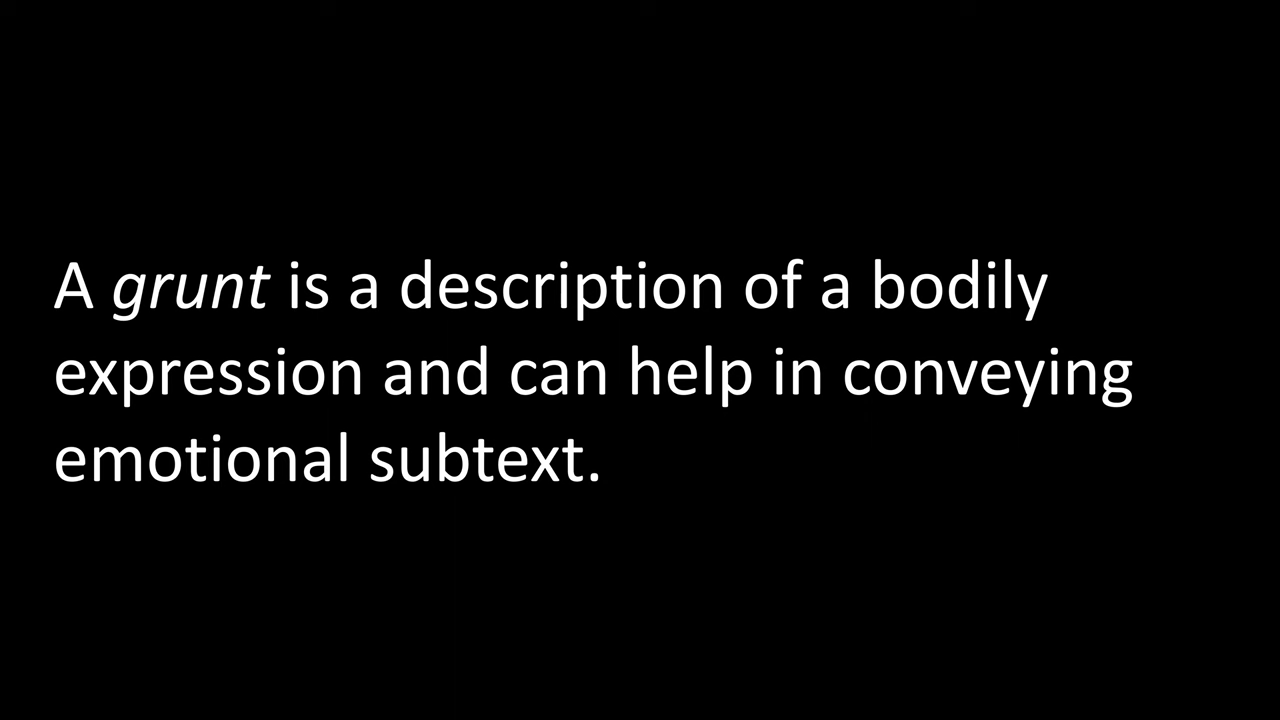 A grunt is a description of a bodily
expression and can help in conveying
emotional subtext.